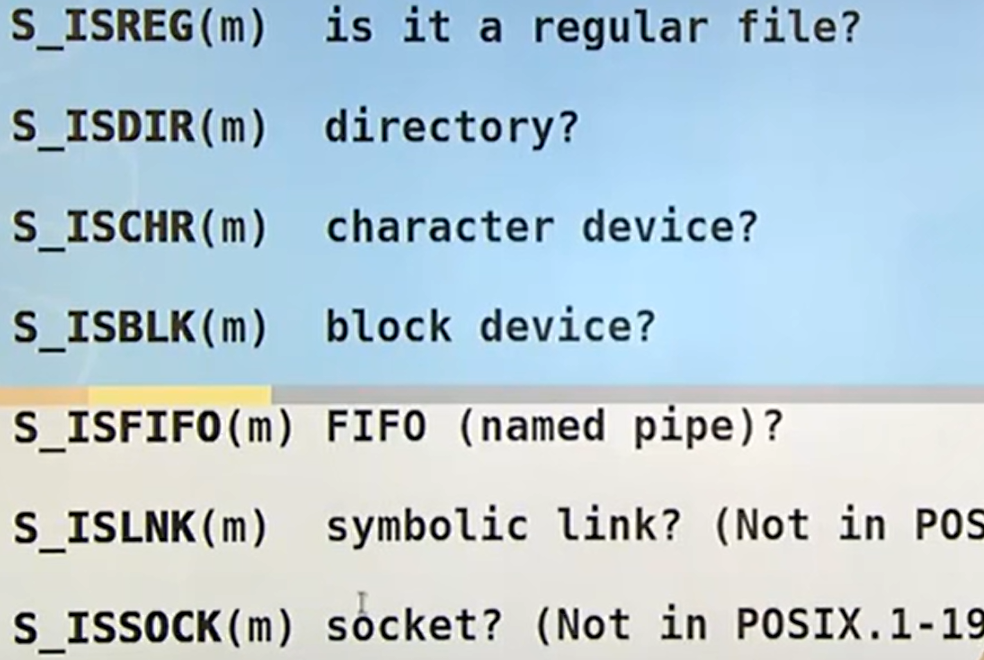 S_ISREG(m)  is it a regular file?
S_ISDIR(m)  directory?
S_ISCHR(m)  character device?
S_ISBLK(m)  block device?
S_ISFIFO(m) FIFO (named pipe)?
S_ISLNK(m)  symbolic link? (Not in POS
S_ISSOCK(m) socket? (Not in POSIX.1-19